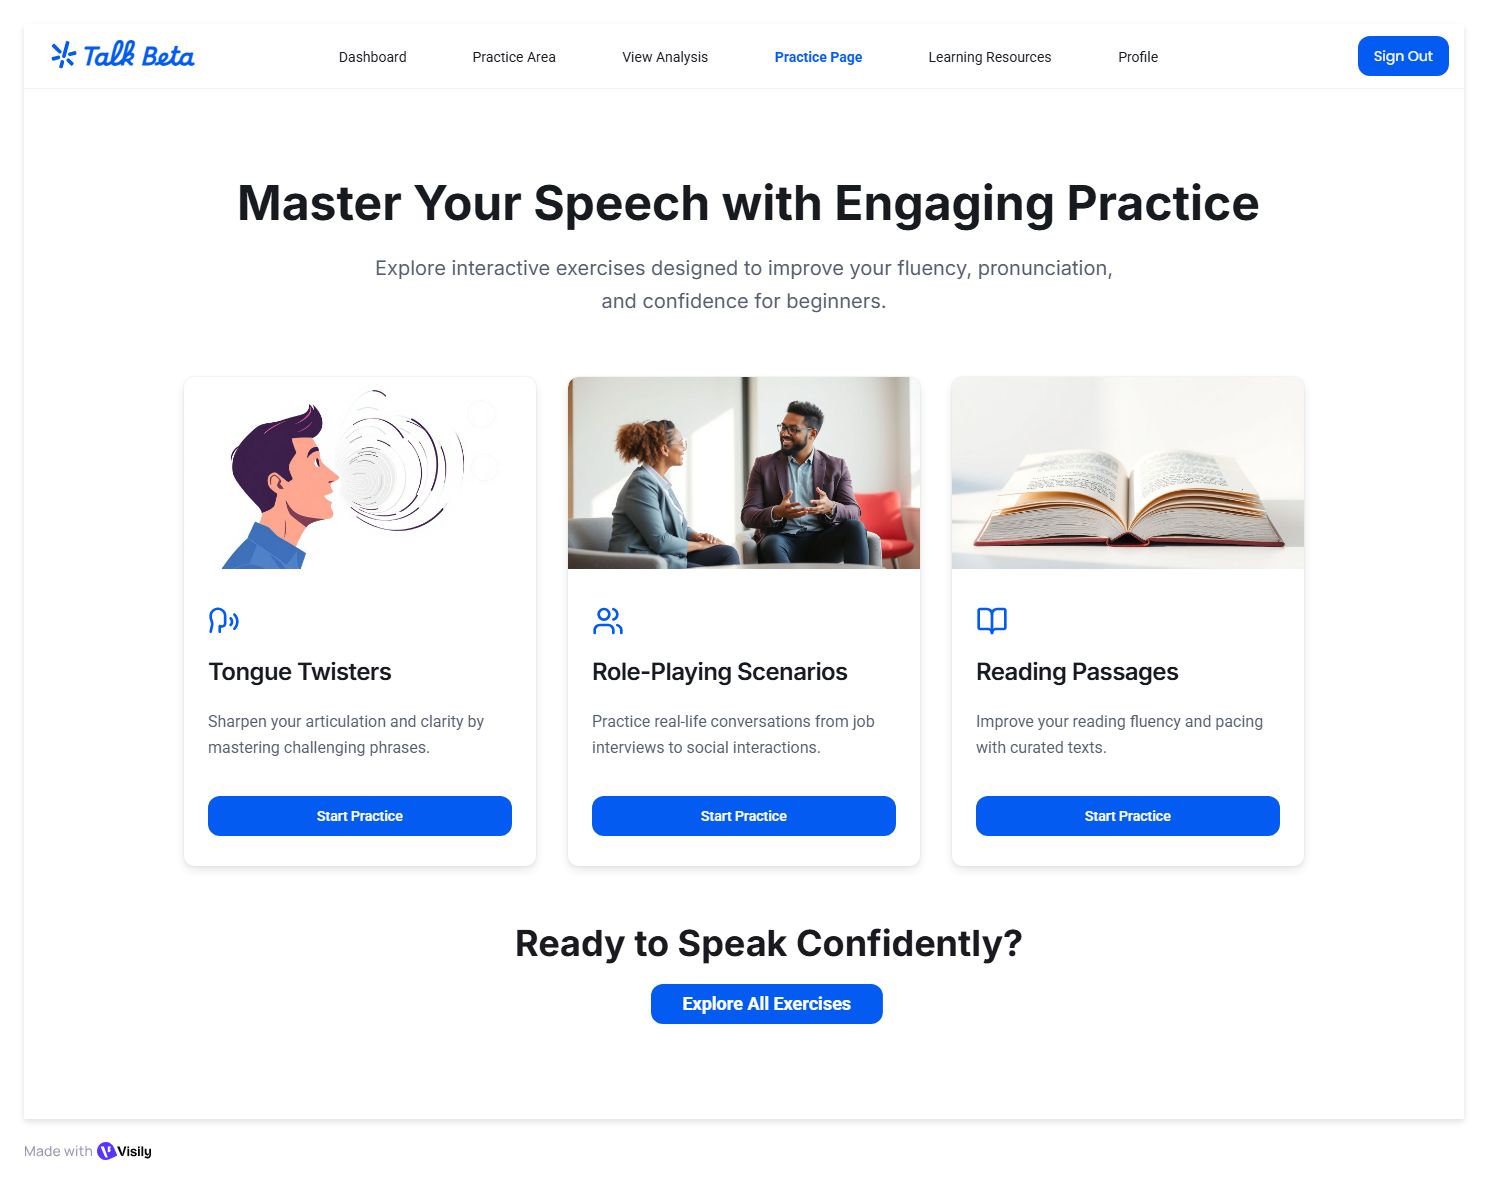 Talk Beta
Dashboard
Practice Area
View Analysis
Practice Page
Learning Resources
Profile
Sign Out
Master Your Speech with Engaging Practice
Explore interactive exercises designed to improve your fluency, pronunciation,
and confidence for beginners.
Tongue Twisters
Sharpen your articulation and clarity by
mastering challenging phrases.
Start Practice
Role-Playing Scenarios
Practice real-life conversations from job
interviews to social interactions.
Start Practice
Reading Passages
Improve your reading fluency and pacing
with curated texts.
Start Practice
Ready to Speak Confidently?
Explore All Exercises
Made with Visily